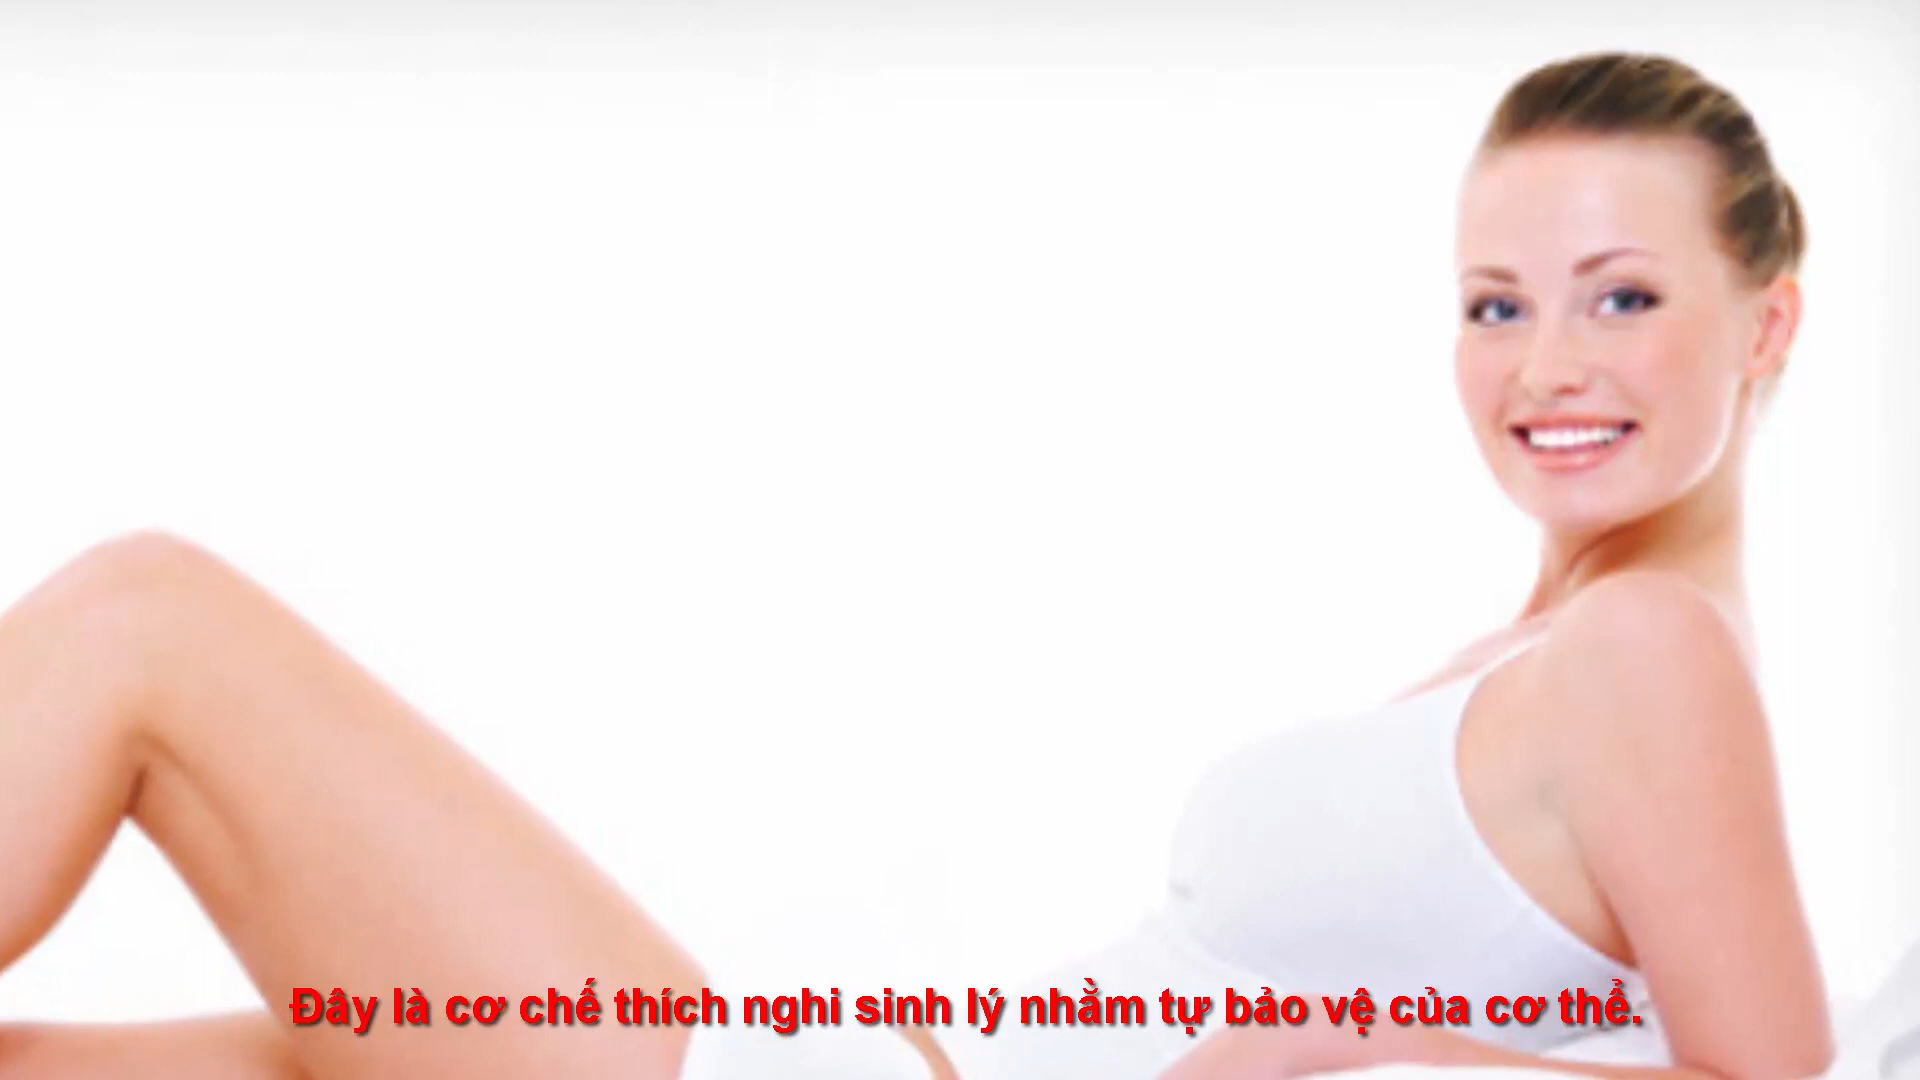 Đây là cơ chế thích nghi sinh lý nhằm tự bảo vệ của cơ thể.